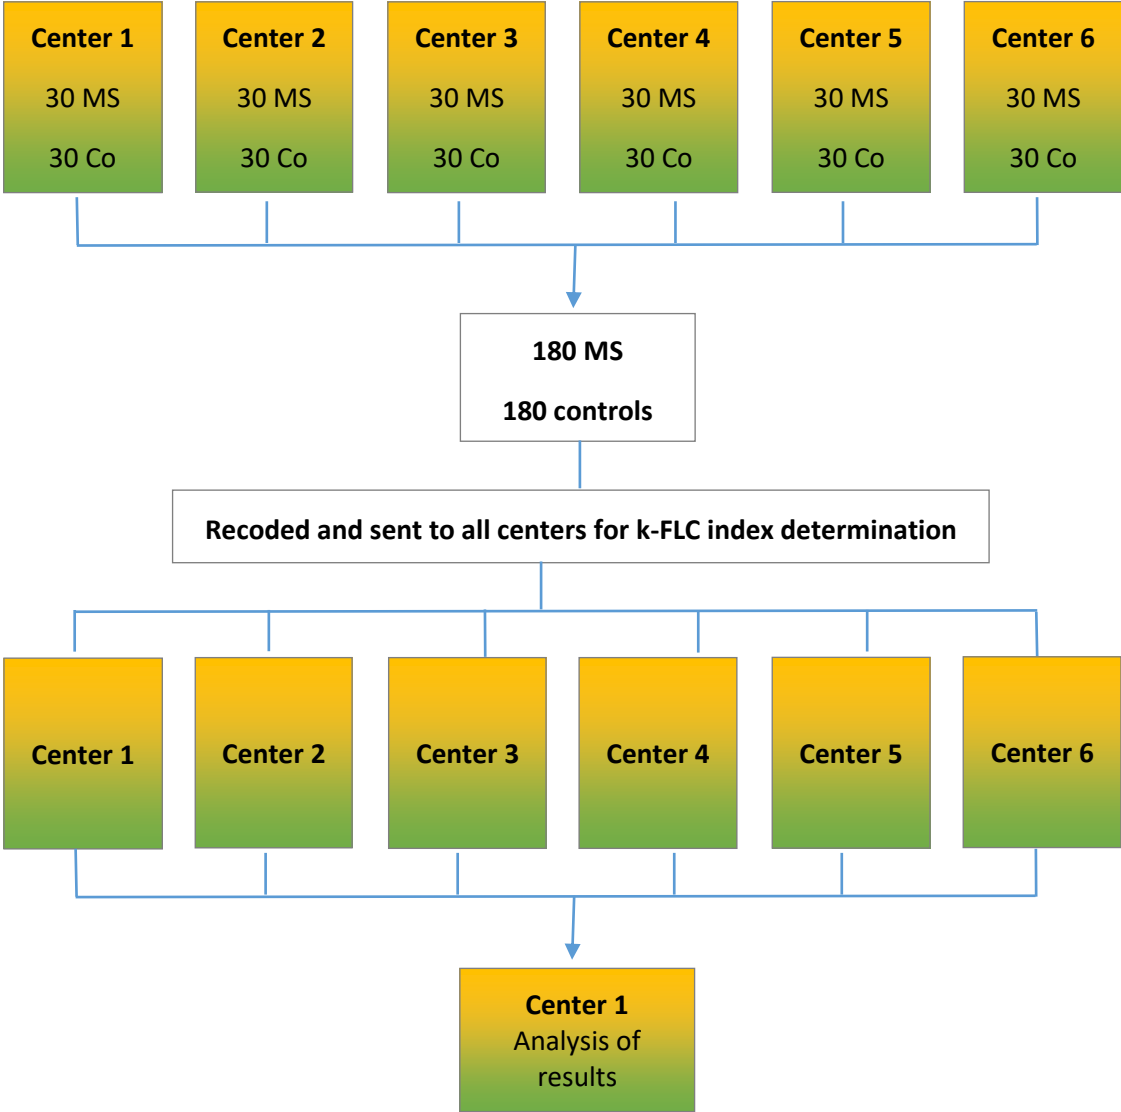 Center 1
30 MS
30 Co
Center 2
30 MS
30 Co
Center 3
30 MS
30 Co
Center 4
30 MS
30 Co
Center 5
30 MS
30 Co
Center 6
30 MS
30 Co
180 MS
180 controls
Recoded and sent to all centers for k-FLC index determination
Center 1
Center 2
Center 3
Center 4
Center 5
Center 6
Center 1
Analysis of
results